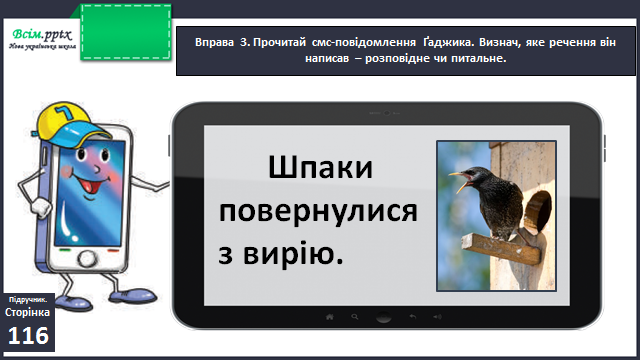 Всім.pptx
Нова українська школа
Вправа 3. Прочитай смс-повідомлення Ґаджика. Визнач, яке речення він
написав – розповідне чи питальне.
Шпаки
повернулися
з вирію.
Підручник.
Сторінка
116